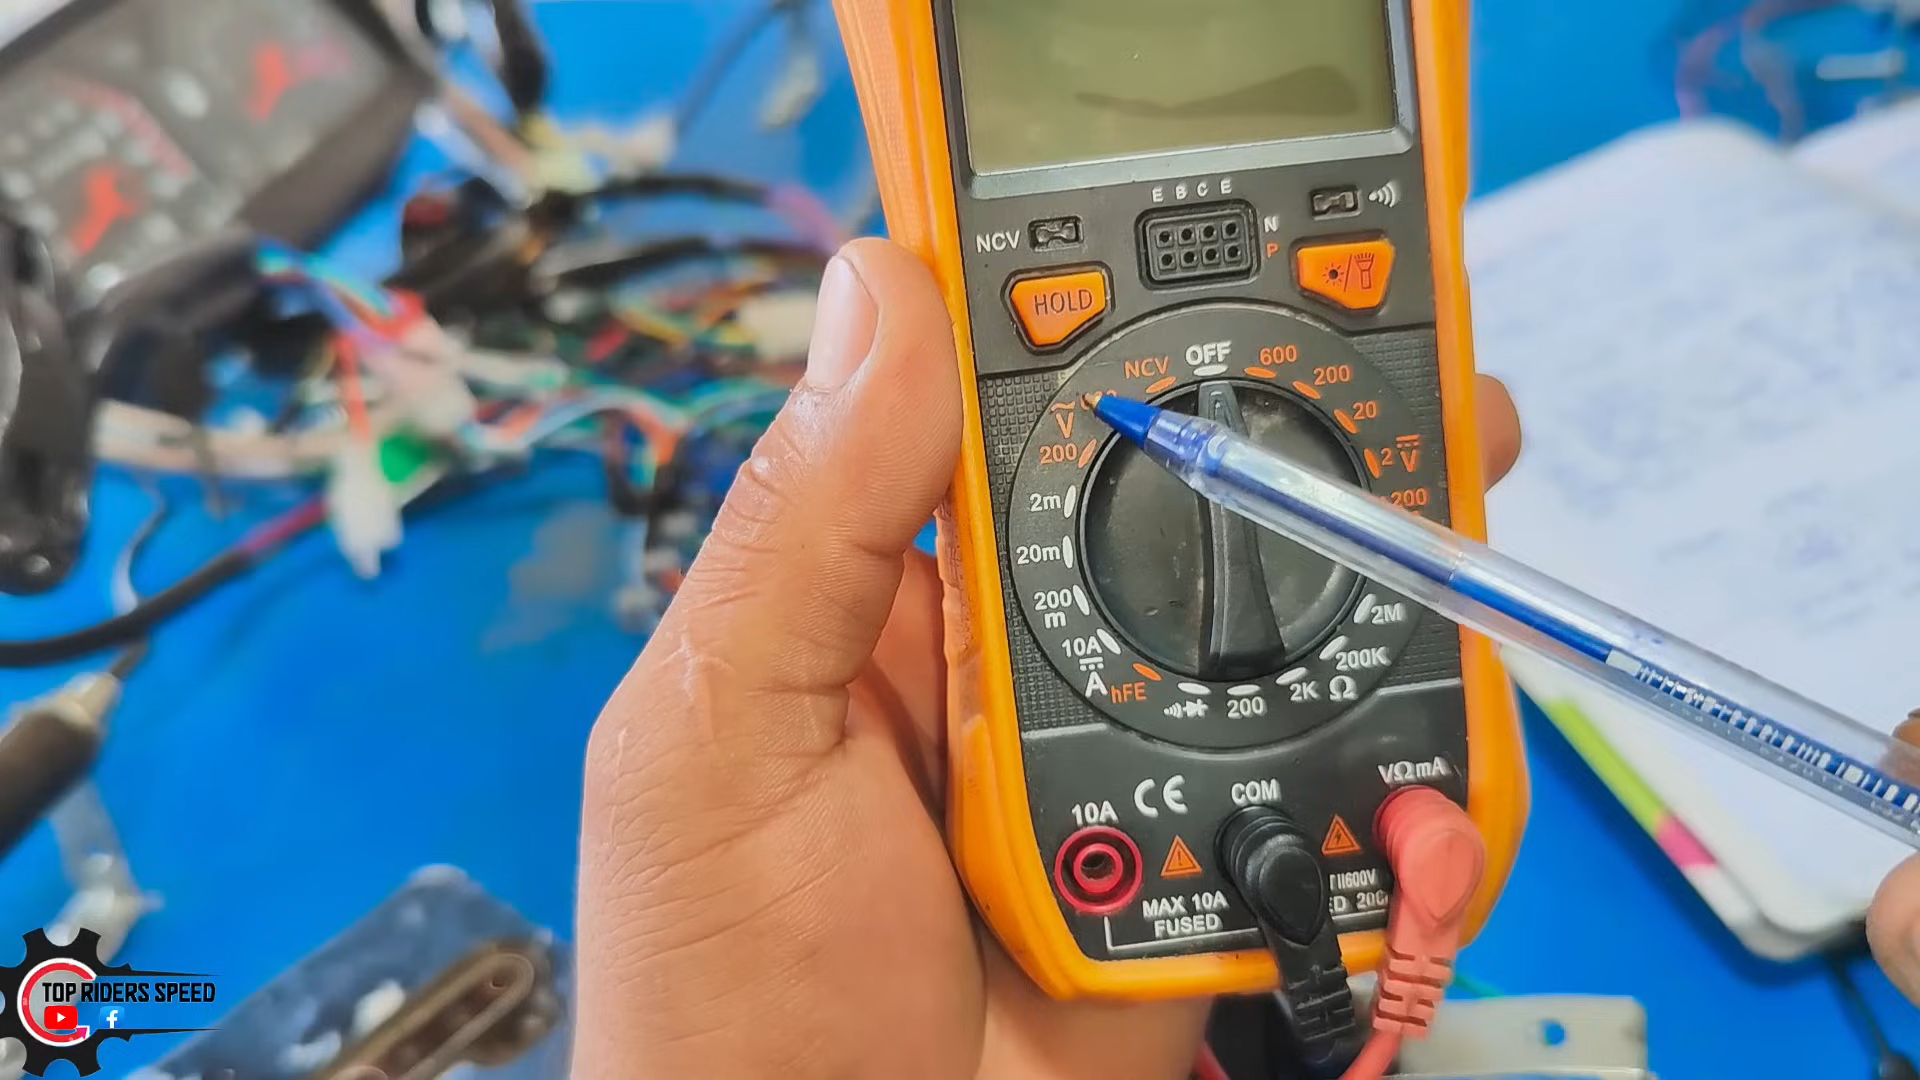 E B C E
NCV
N
P
HOLD
OFF
NCV
600
200
20
2
V
200
V
200
2m
20m
200
m
10A
A
hFE
200
2K
Ω
200K
2M
VΩmA
COM
10A
CE
MAX 10A
FUSED
600V
TOP RIDERS SPEED